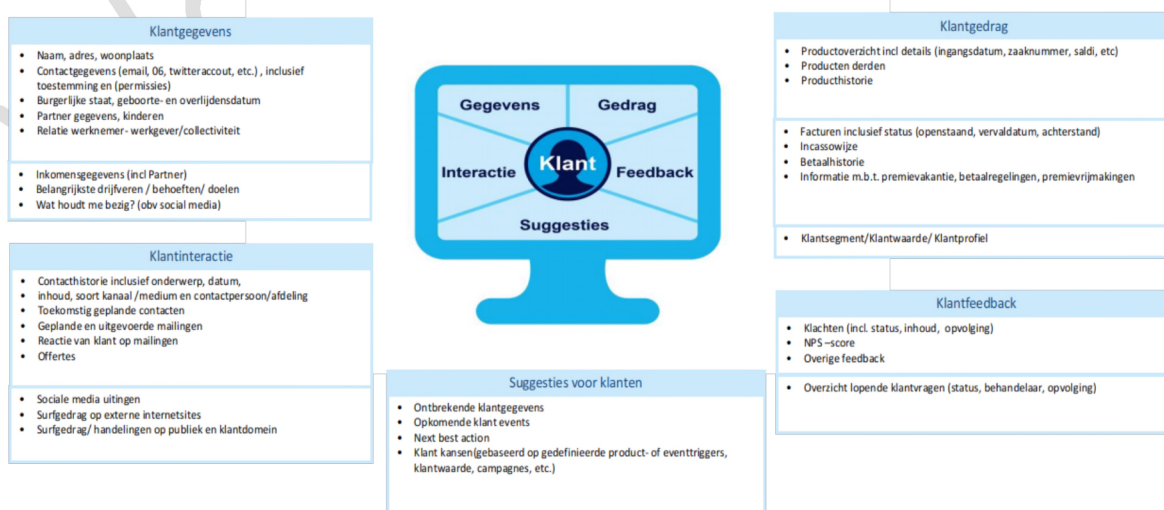 Klantgegevens
• Naam, adres, woonplaats
• Contactgegevens (email, 06, twitteraccout, etc.) , inclusief
toestemming en (permissies)
• Burgerlijke staat, geboorte- en overlijdensdatum
• Partner gegevens, kinderen
• Relatie werknemer- werkgever/collectiviteit
• Inkomensgegevens (incl Partner)
• Belangrijkste drijfveren / behoeften/ doelen
• Wat houdt me bezig? (obv social media)
Klantinteractie
• Contacthistorie inclusief onderwerp, datum,
• inhoud, soort kanaal /medium en contactpersoon/afdeling
• Toekomstig geplande contacten
• Geplande en uitgevoerde mailingen
• Reactie van klant op mailingen
• Offertes
• Sociale media uitingen
• Surfgedrag op externe internetsites
• Surfgedrag/ handelingen op publiek en klantdomein
Gegevens
Gedrag
Interactie
Klant
Feedback
Suggesties
Suggesties voor klanten
• Ontbrekende klantgegevens
• Opkomende klant events
• Next best action
• Klant kansen(gebaseerd op gedefinieerde product- of eventtriggers,
klantwaarde, campagnes, etc.)
Klantgedrag
• Productoverzicht incl details (ingangsdatum, zaaknummer, saldi, etc)
• Producten derden
• Producthistorie
• Facturen inclusief status (openstaand, vervaldatum, achterstand)
• Incassowijze
• Betaalhistorie
• Informatie m.b.t. premievakantie, betaalregelingen, premievrijmakingen
• Klantsegment/Klantwaarde/ Klantprofiel
Klantfeedback
• Klachten (incl. status, inhoud, opvolging)
• NPS –score
• Overige feedback
• Overzicht lopende klantvragen (status, behandelaar, opvolging)